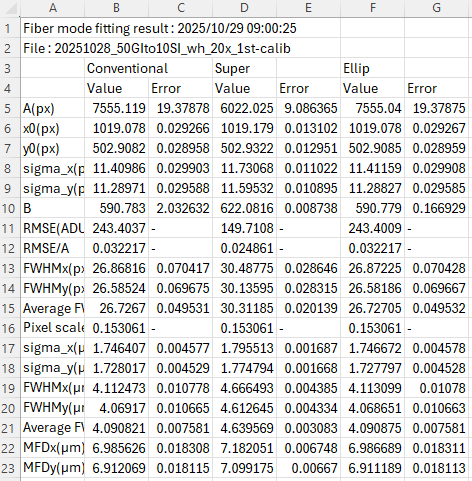 A B C D E F G
1 Fiber mode fitting result : 2025/10/29 09:00:25
2 File : 20251028_50GIto10SI_wh_20x_1st-calib
3 Conventional Super Ellip
4 Value Error Value Error Value Error
5 A(px) 7555.119 19.37878 6022.025 9.086365 7555.04 19.37875
6 x0(px) 1019.078 0.029266 1019.179 0.013102 1019.078 0.029267
7 y0(px) 502.9082 0.028958 502.9322 0.012951 502.9085 0.028959
8 sigma_x(p 11.40986 0.029903 11.73068 0.011022 11.41159 0.029908
9 sigma_y(p 11.28971 0.029588 11.59532 0.010895 11.28827 0.029585
10 B 590.783 2.032632 622.0816 0.008738 590.779 0.166929
11 RMSE(ADU 243.4037 - 149.7108 - 243.4009 -
12 RMSE/A 0.032217 - 0.024861 - 0.032217 -
13 FWHMx(px 26.86816 0.070417 30.48775 0.028646 26.87225 0.070428
14 FWHMy(px 26.58524 0.069675 30.13595 0.028315 26.58186 0.069667
15 Average FV 26.7267 0.049531 30.31185 0.020139 26.72705 0.049532
16 Pixel scale 0.153061 - 0.153061 - 0.153061 -
17 sigma_x(µ 1.746407 0.004577 1.795513 0.001687 1.746672 0.004578
18 sigma_y(µ 1.728017 0.004529 1.774794 0.001668 1.727797 0.004528
19 FWHMx(µm 4.112473 0.010778 4.666493 0.004385 4.113099 0.01078
20 FWHMy(µm 4.06917 0.010665 4.612645 0.004334 4.068651 0.010663
21 Average FV 4.090821 0.007581 4.639569 0.003083 4.090875 0.007581
22 MFDx(µm) 6.985626 0.018308 7.182051 0.006748 6.986689 0.018311
23 MFDy(µm) 6.912069 0.018115 7.099175 0.00667 6.911189 0.018113